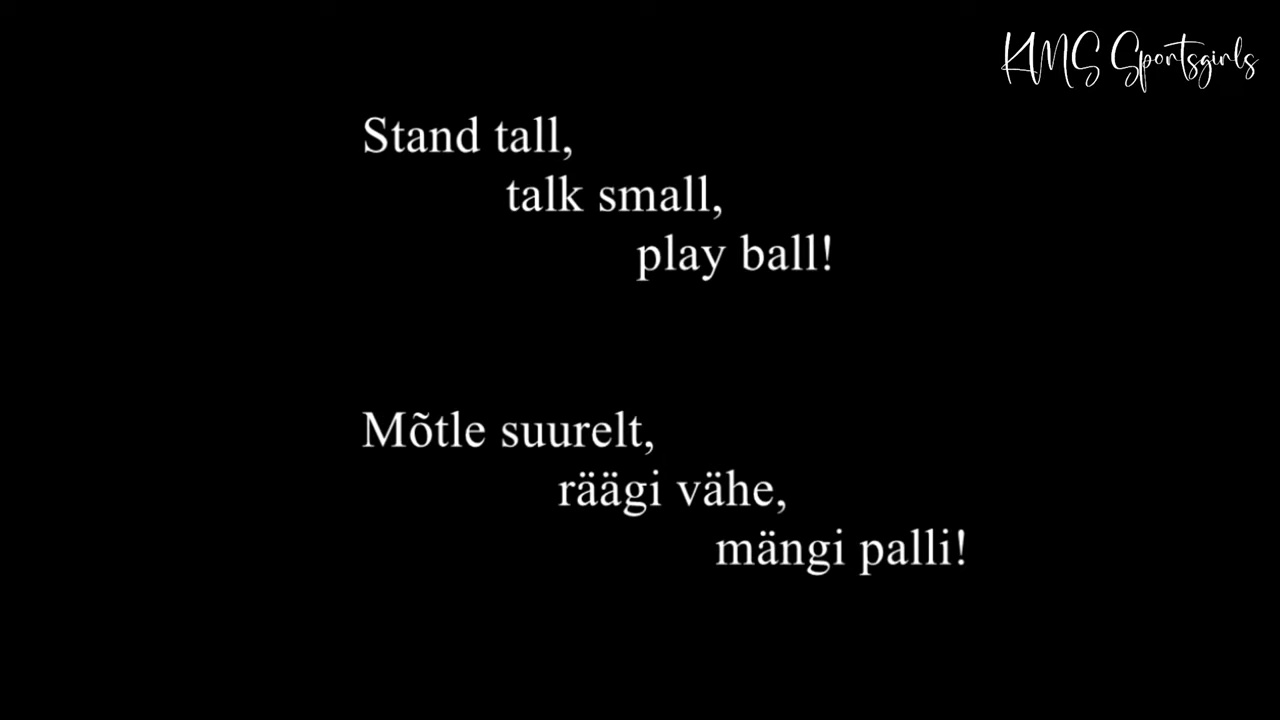 KMS Sportsgirls
Stand tall,
talk small,
play ball!
Mõtle suurelt,
räägi vähe,
mängi palli!